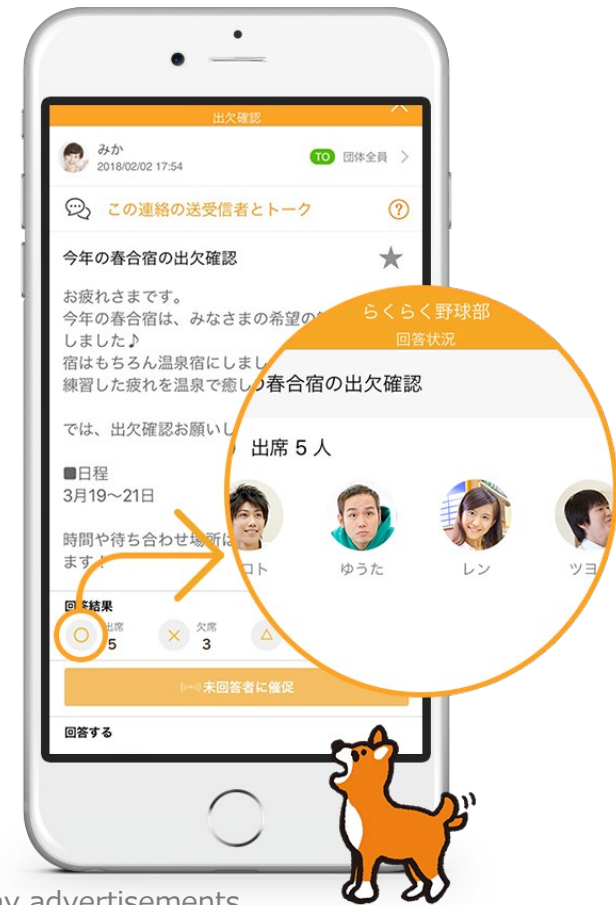 出欠確認
みか
2018/02/02 17:54
TO 団体全員
この連絡の送受信者とトーク ?
今年の春合宿の出欠確認
お疲れさまです。
今年の春合宿は、みなさまの希望の
しました♪
宿はもちろん温泉宿にしまし
練習した疲れを温泉で癒し
では、出欠確認お願いし
■日程
3月19〜21日
時間や待ち合わせ場所は
ます
回答結果
出席
5
欠席
3
未回答者に催促
回答する
らくらく野球部
回答状況
春合宿の出欠確認
出席 5 人
コト
ゆうた
レン
ツヨ
advertisements